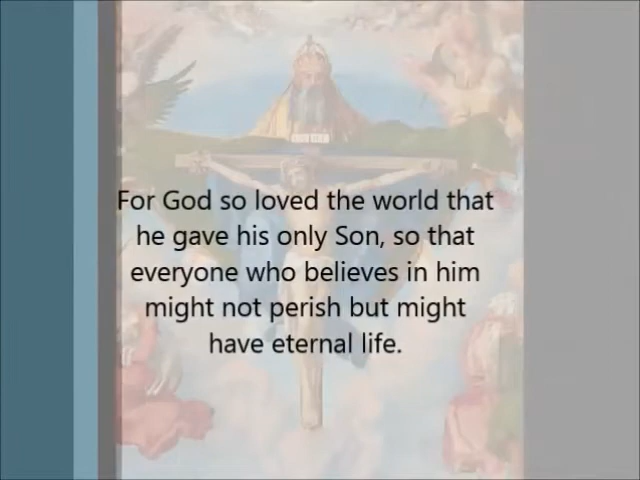 For God so loved the world that
he gave his only Son, so that
everyone who believes in him
might not perish but might
have eternal life.